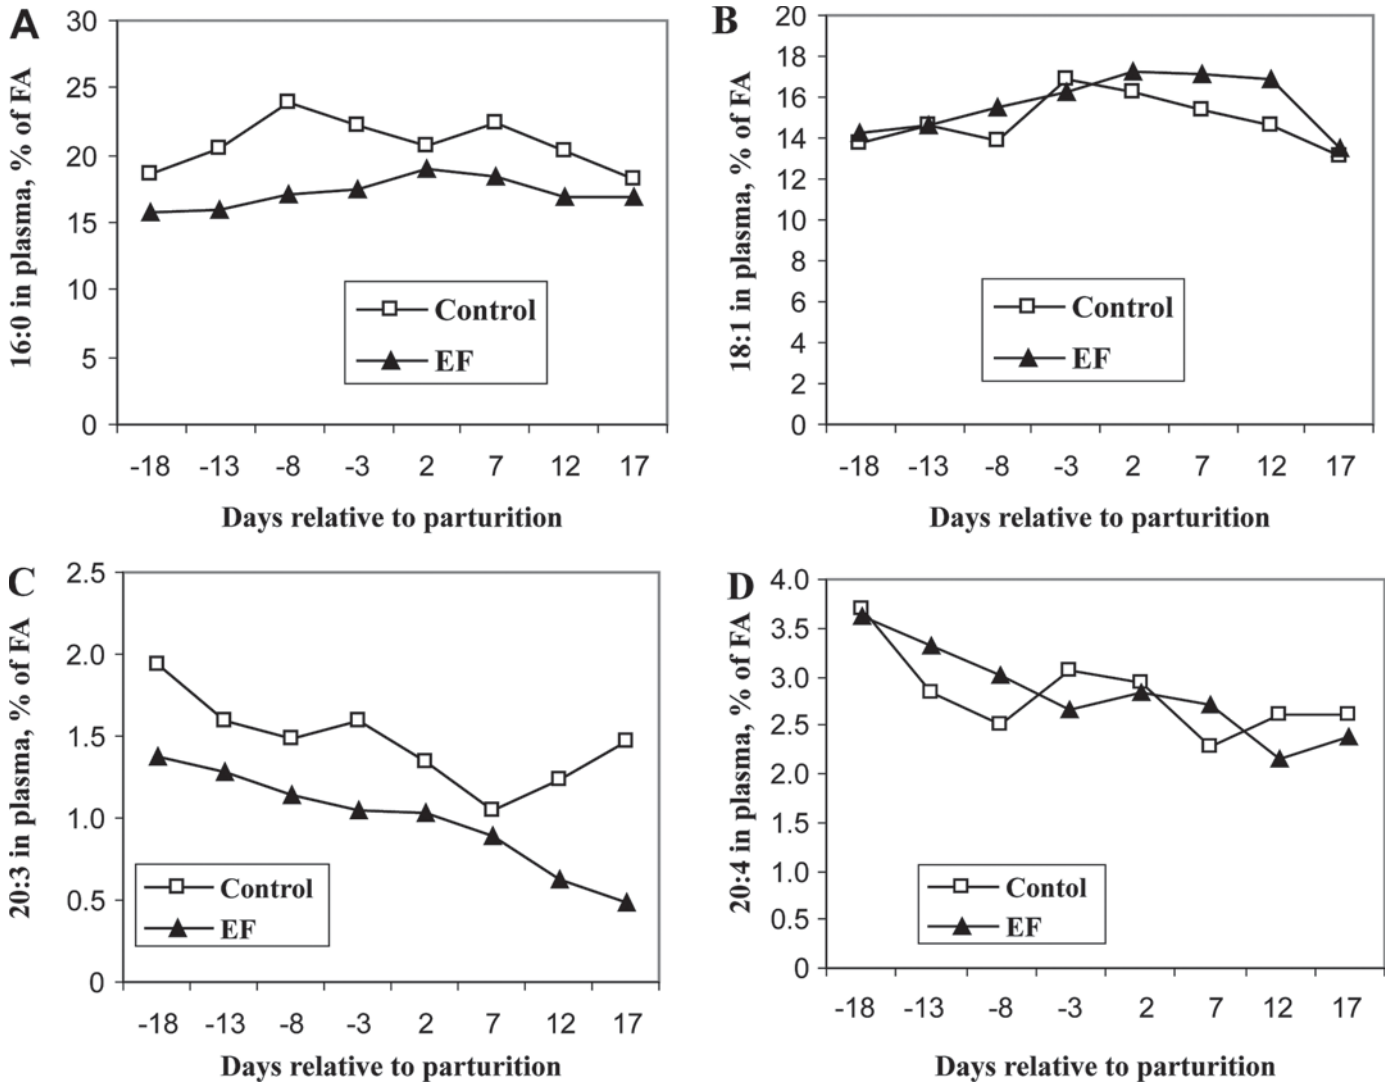 A
16:0 in plasma, % of FA
30
25
20
15
10
5
0
Control
EF
-18 -13 -8 -3 2 7 12 17
Days relative to parturition
B
18:1 in plasma, % of FA
20
18
16
14
12
10
8
6
4
2
0
Control
EF
-18 -13 -8 -3 2 7 12 17
Days relative to parturition
C
20:3 in plasma, % of FA
2.5
2.0
1.5
1.0
0.5
0
Control
EF
-18 -13 -8 -3 2 7 12 17
Days relative to parturition
D
20:4 in plasma, % of FA
4.0
3.5
3.0
2.5
2.0
1.5
1.0
0.5
0
Contol
EF
-18 -13 -8 -3 2 7 12 17
Days relative to parturition